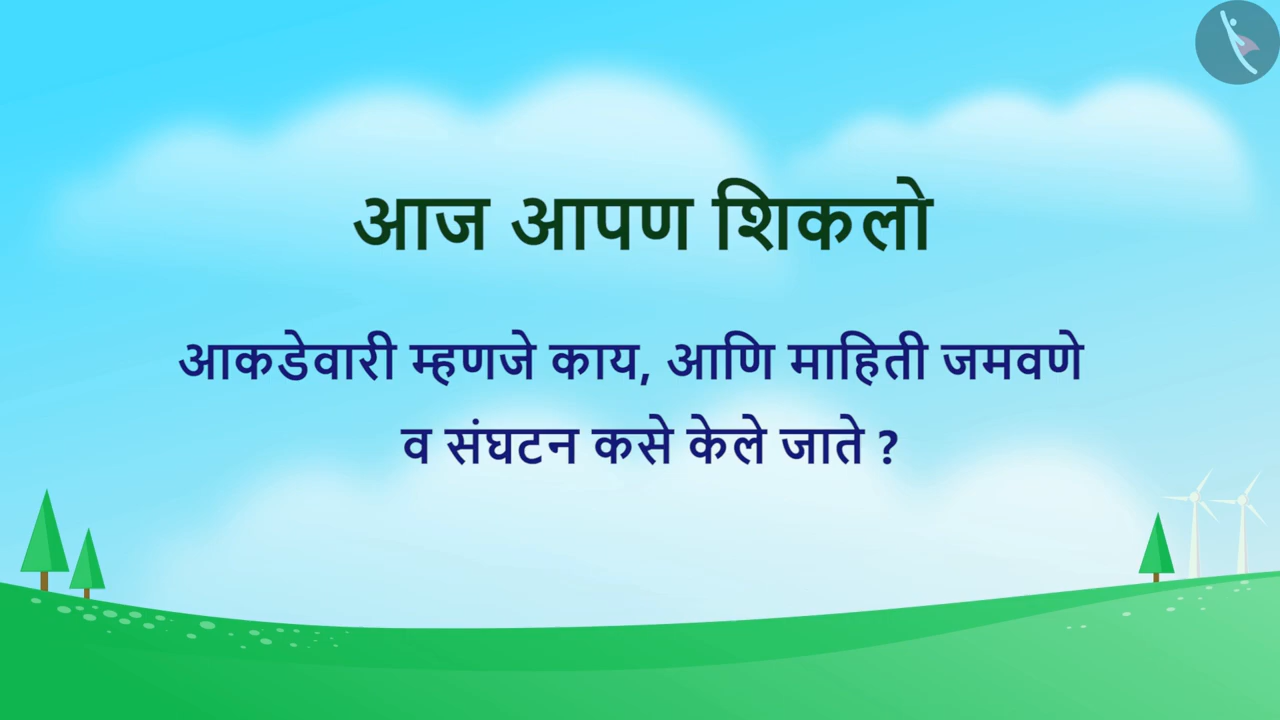 आज आपण शिकलो
आकडेवारी म्हणजे काय, आणि माहिती जमवणे
व संघटन कसे केले जाते ?